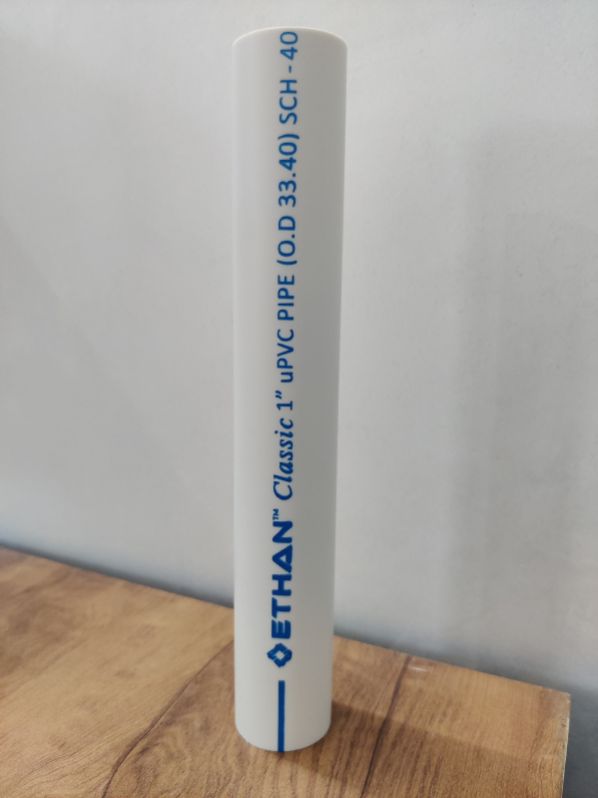 ETHAN™ Classic 1" uPVC PIPE (O.D 33.40) SCH - 40